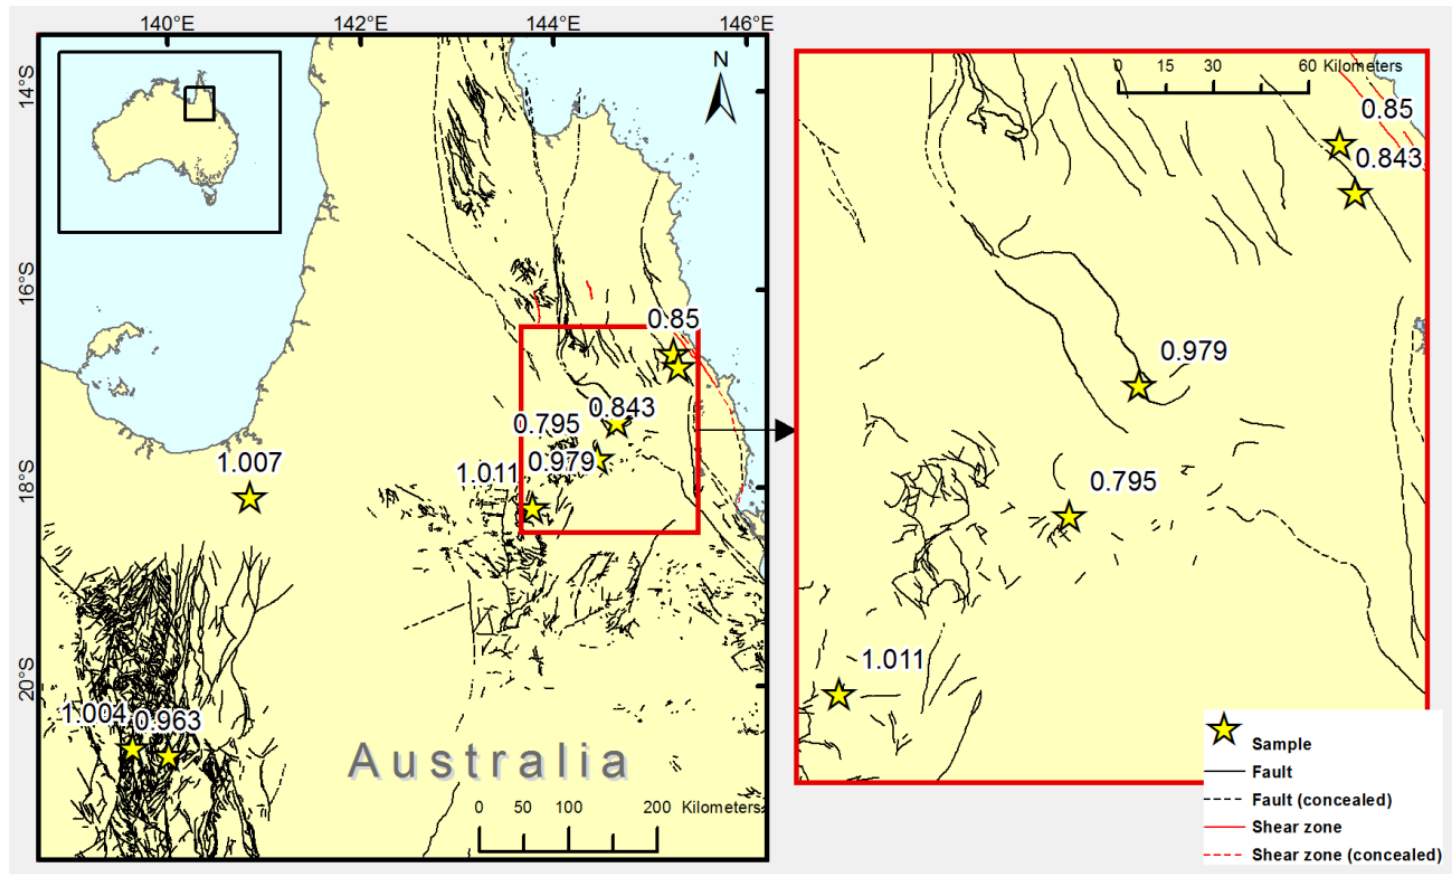 140°E 142°E 144°E 146°E
14°S
16°S
18°S
20°S
N
0.85
0.843
0.795
0.979
1.011
1.007
1.004
0.963
Australia
0 50 100 200 Kilometers
0 15 30 60 Kilometers
0.85
0.843
0.979
0.795
1.011
Sample
Fault
Fault (concealed)
Shear zone
Shear zone (concealed)